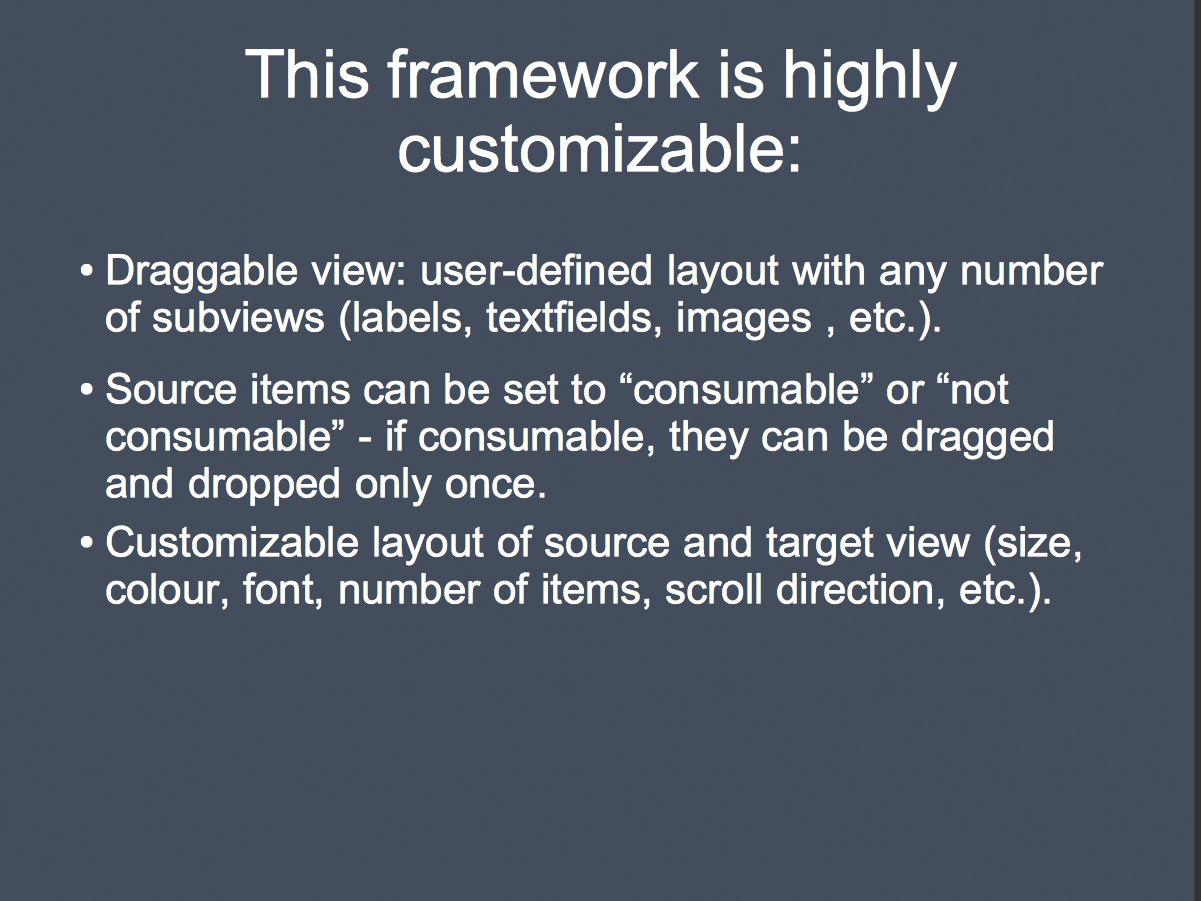 This framework is highly
customizable:
• Draggable view: user-defined layout with any number
of subviews (labels, textfields, images , etc.).
• Source items can be set to “consumable” or “not
consumable” - if consumable, they can be dragged
and dropped only once.
• Customizable layout of source and target view (size,
colour, font, number of items, scroll direction, etc.).